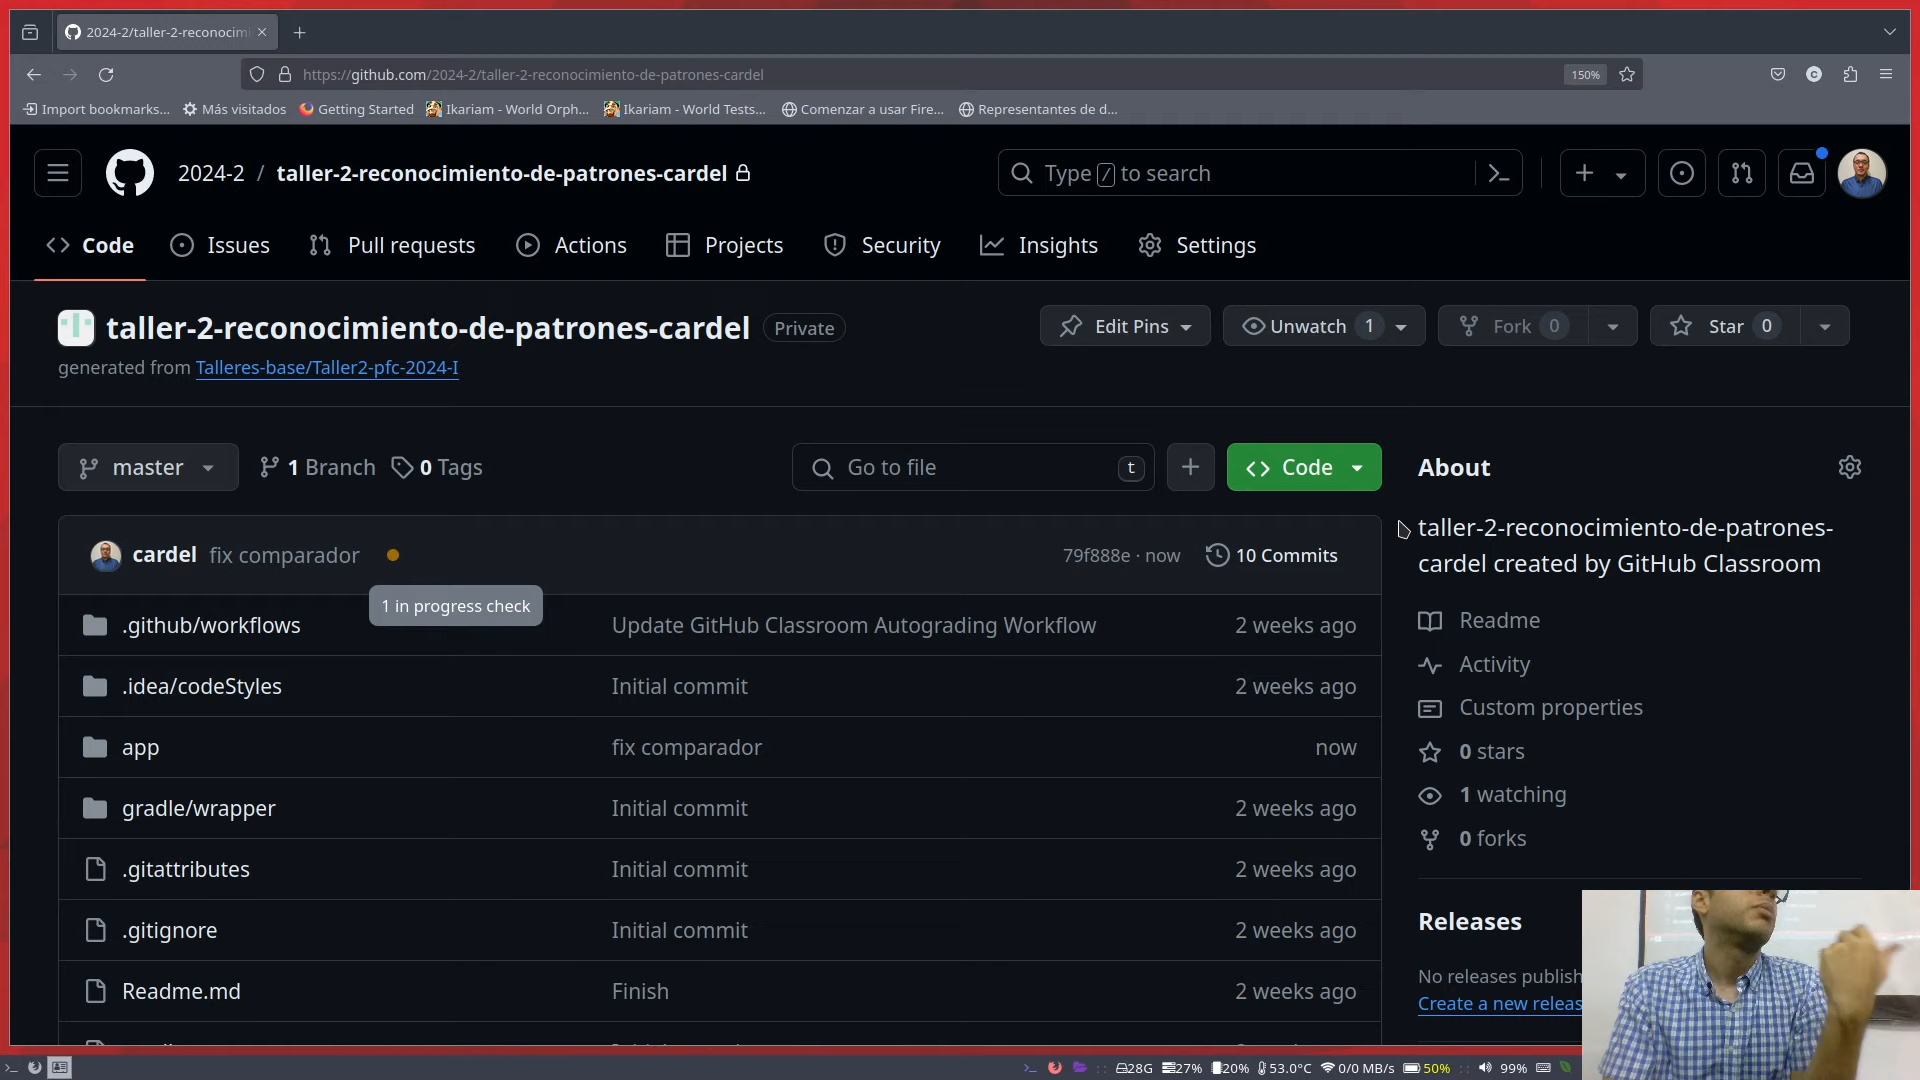 2024-2/taller-2-reconocimi
https://github.com/2024-2/taller-2-reconocimiento-de-patrones-cardel
150%
Import bookmarks... Más visitados Getting Started Ikariam - World Orph... Ikariam - World Tests... Comenzar a usar Fire... Representantes de d...
2024-2 / taller-2-reconocimiento-de-patrones-cardel
Type / to search
Code Issues Pull requests Actions Projects Security Insights Settings
taller-2-reconocimiento-de-patrones-cardel Private
Edit Pins Unwatch 1 Fork 0 Star 0
generated from Talleres-base/Taller2-pfc-2024-I
master 1 Branch 0 Tags
Go to file t
Code
cardel fix comparador 79f888e · now 10 Commits
1 in progress check
.github/workflows Update GitHub Classroom Autograding Workflow 2 weeks ago
.idea/codeStyles Initial commit 2 weeks ago
app fix comparador now
gradle/wrapper Initial commit 2 weeks ago
.gitattributes Initial commit 2 weeks ago
.gitignore Initial commit 2 weeks ago
Readme.md Finish 2 weeks ago
About
taller-2-reconocimiento-de-patrones-
cardel created by GitHub Classroom
Readme
Activity
Custom properties
0 stars
1 watching
0 forks
Releases
No releases publish
Create a new releas
28G 27% 20% 53.0°C 0/0 MB/s 50% 99%